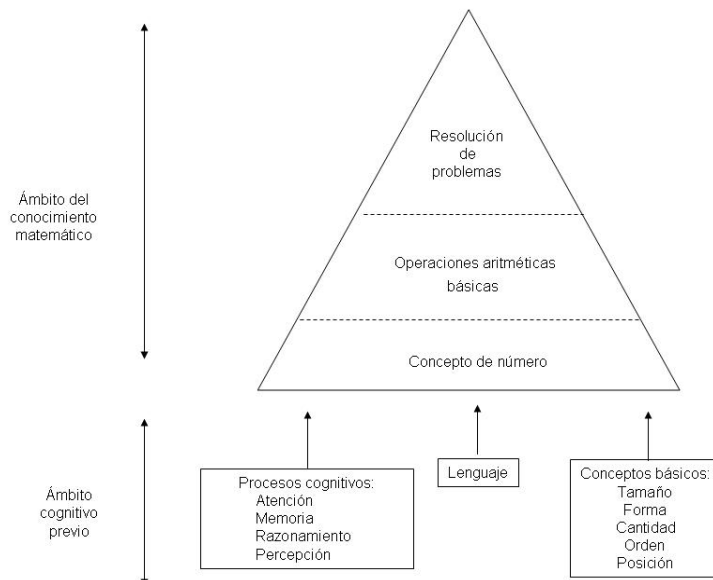 Resolución
de
problemas
Ámbito del
conocimiento
matemático
Operaciones aritméticas
básicas
Concepto de número
Ámbito
cognitivo
previo
Procesos cognitivos:
Atención
Memoria
Razonamiento
Percepción
Lenguaje
Conceptos básicos:
Tamaño
Forma
Cantidad
Orden
Posición